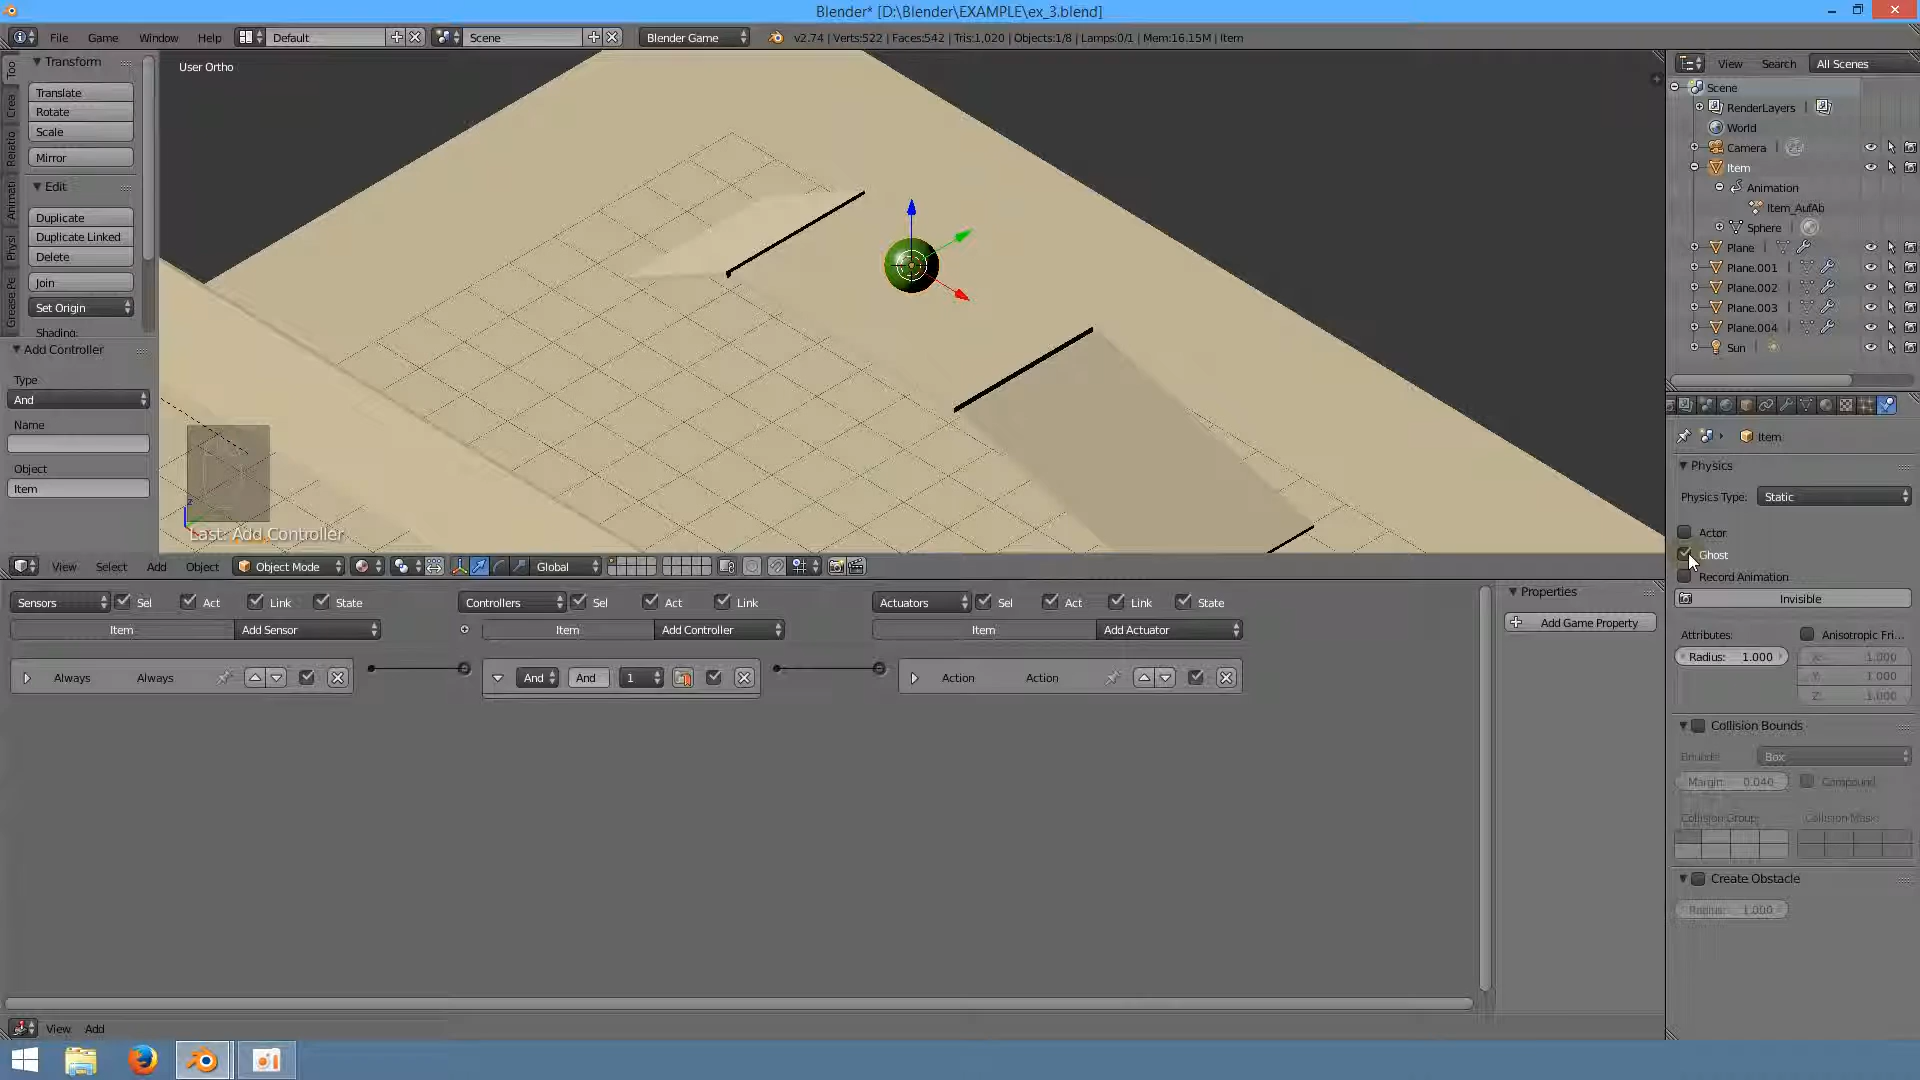 Blender* [D:\Blender\EXAMPLE\ex_3.blend]
File Game Window Help Default Scene Blender Game v2.74 | Verts:522 | Faces:542 | Tris:1,020 | Objects:1/8 | Lamps:0/1 | Mem:16.15M | Item
Transform
Translate
Rotate
Scale
Mirror
Edit
Duplicate
Duplicate Linked
Delete
Join
Set Origin
Shading:
Add Controller
Type
And
Name
Object
Item
User Ortho
Last: Add Controller
View Select Add Object Object Mode Global
View Search All Scenes
Scene
RenderLayers |
World
Camera |
Item
Animation
Item_AufAb
Sphere |
Plane |
Plane.001 |
Plane.002 |
Plane.003 |
Plane.004 |
Sun |
Item
Physics
Physics Type: Static
Actor
Ghost
Record Animation
Invisible
Attributes: Anisotropic Fri...
Radius: 1.000 X: 1.000
Y: 1.000
Z: 1.000
Collision Bounds
Bounds: Box
Margin: 0.040 Compound
Collision Group: Collision Mask:
Create Obstacle
Radius: 1.000
Sensors Sel Act Link State Controllers Sel Act Link Actuators Sel Act Link State
Item Add Sensor Item Add Controller Item Add Actuator
Always Always And And 1 Action Action
Properties
Add Game Property
View Add